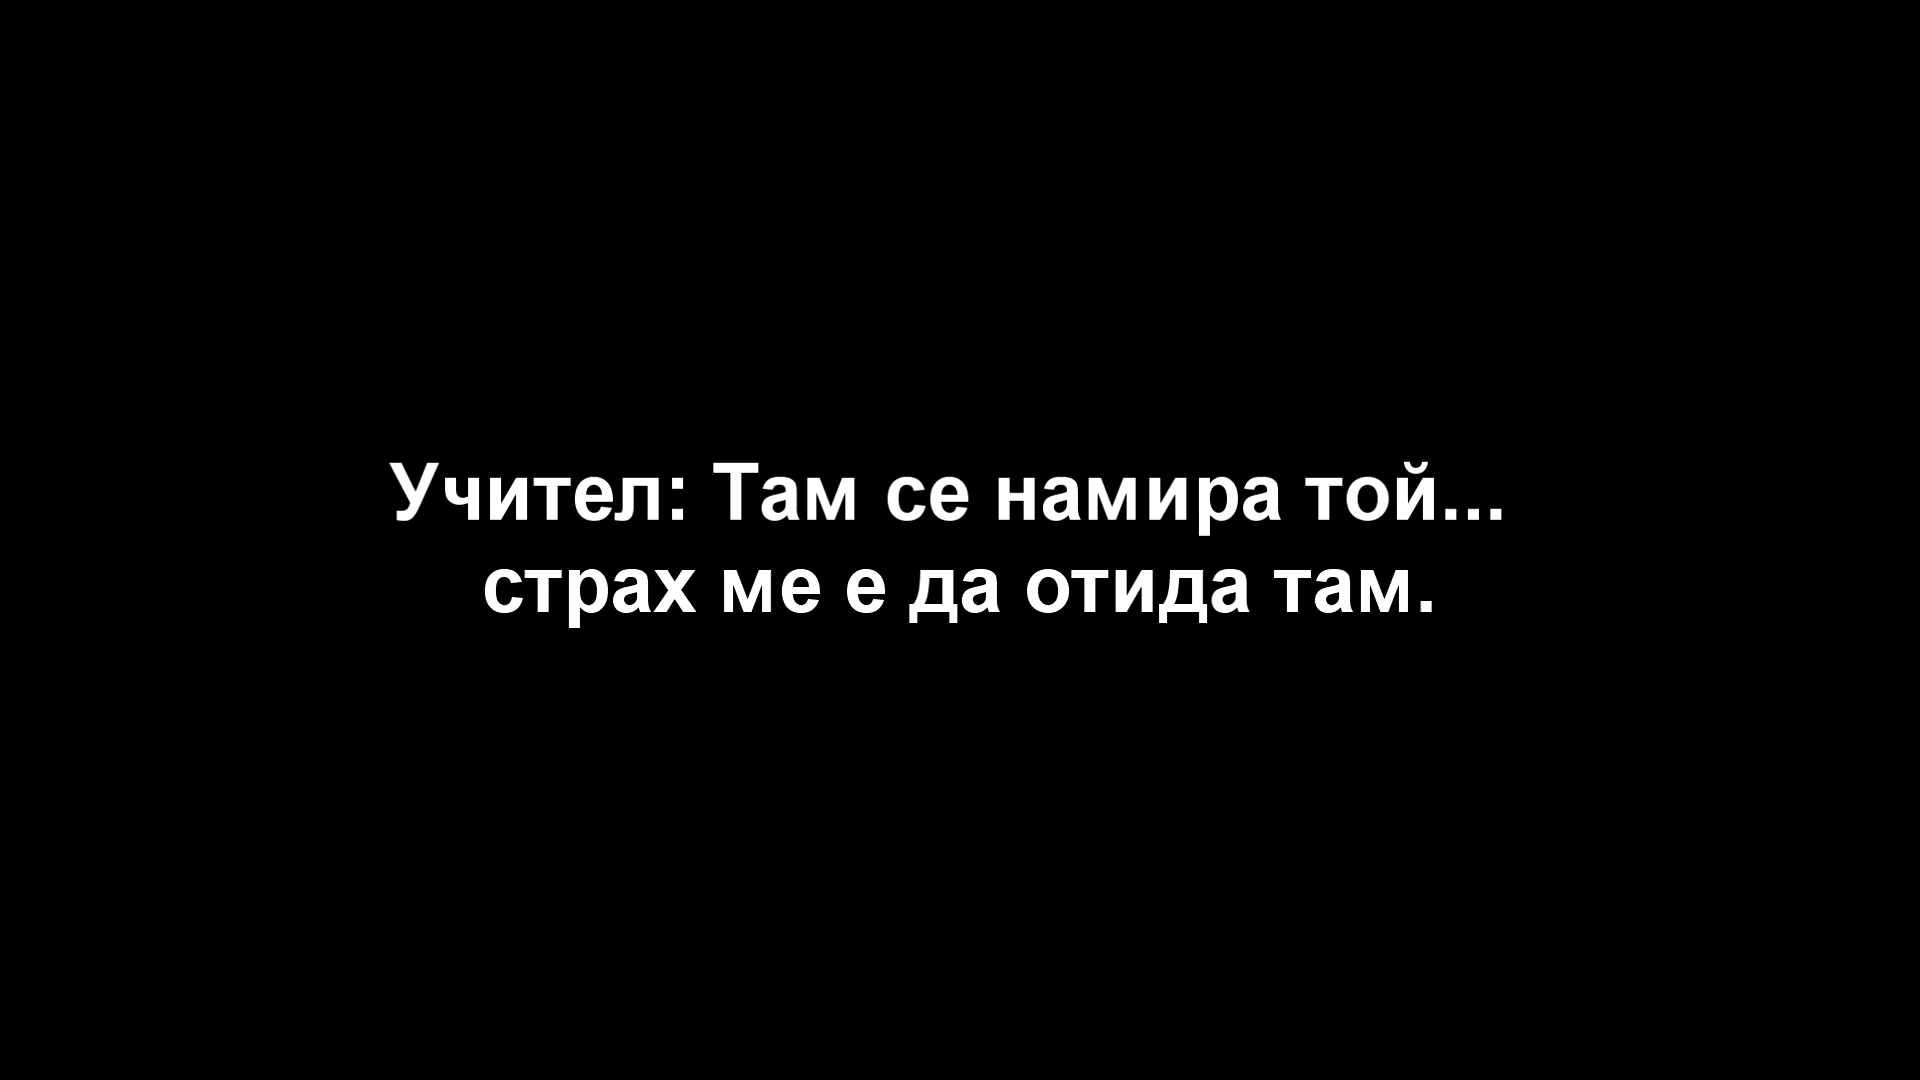 Учител: Там се намира той...
страх ме е да отида там.